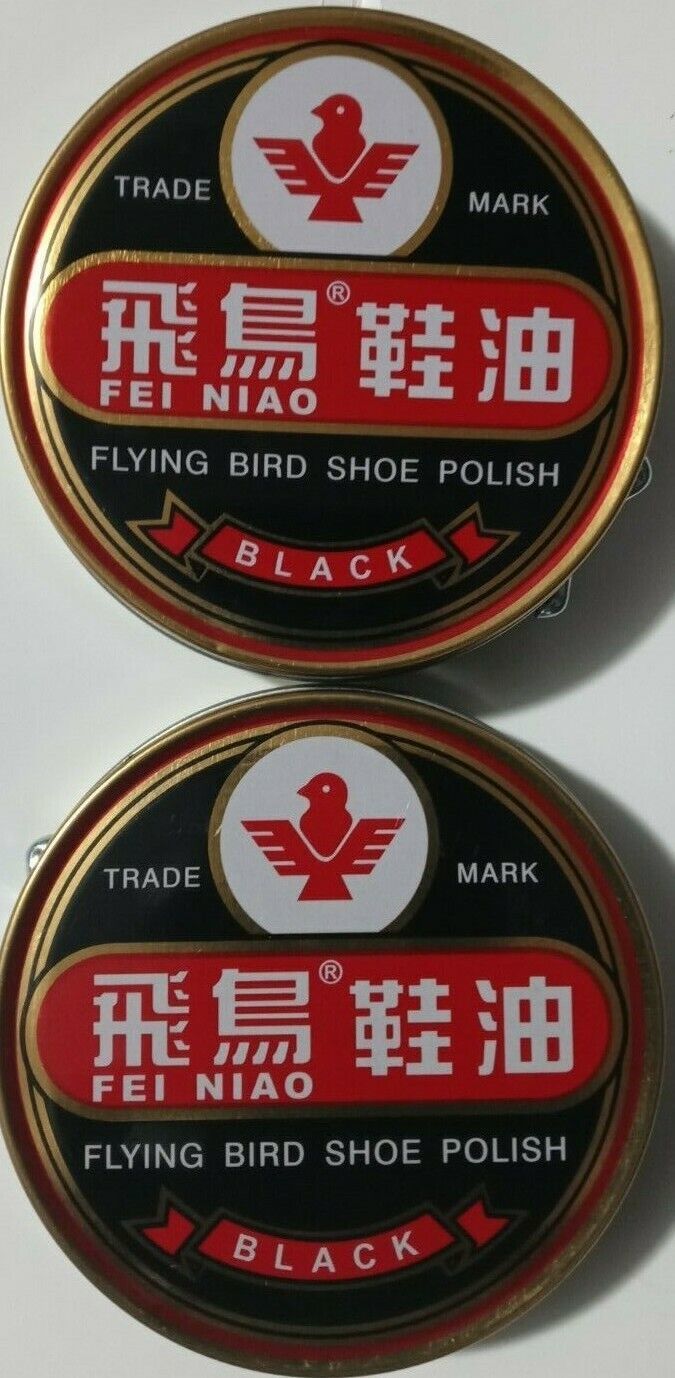 TRADE MARK
飛鳥® 鞋油
FEI NIAO
FLYING BIRD SHOE POLISH
BLACK
TRADE MARK
飛鳥® 鞋油
FEI NIAO
FLYING BIRD SHOE POLISH
BLACK